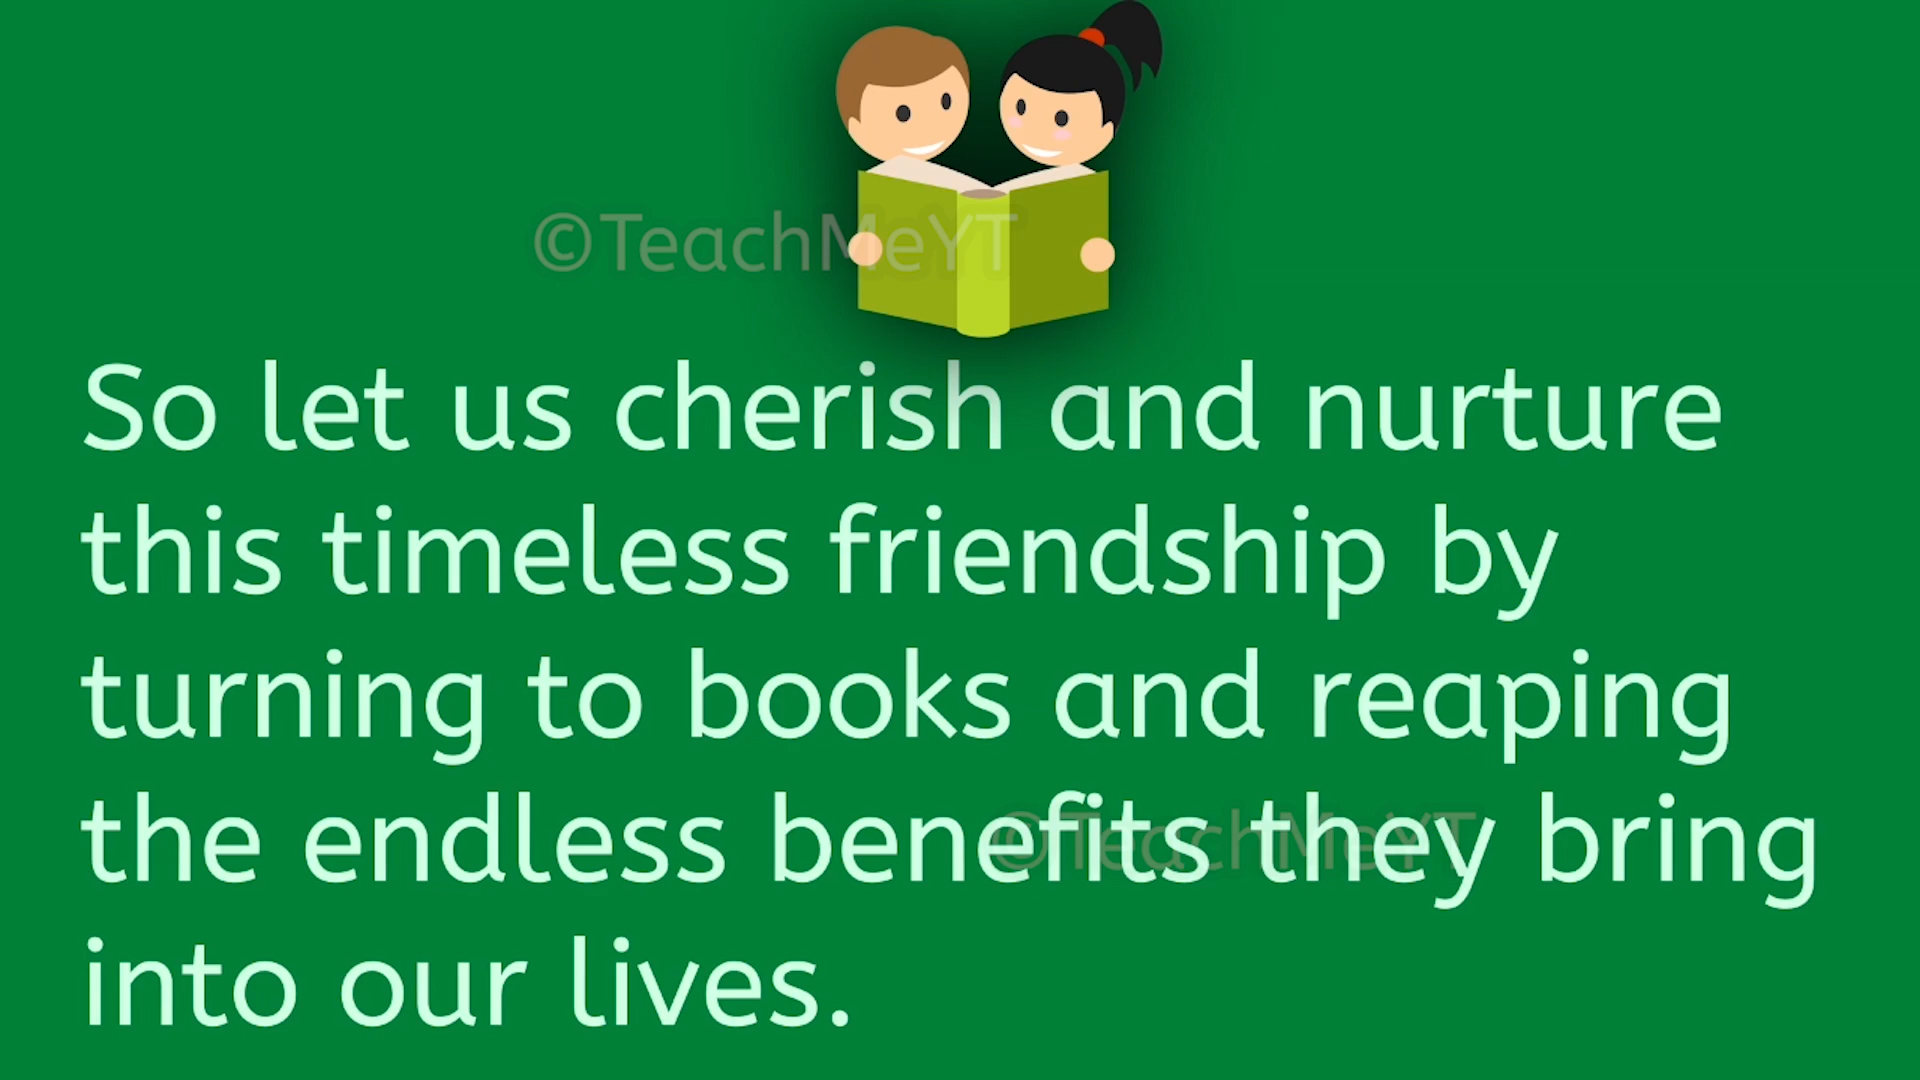 ©TeachMeYT
So let us cherish and nurture
this timeless friendship by
turning to books and reaping
the endless benefits they bring
©TeachMeYT
into our lives.